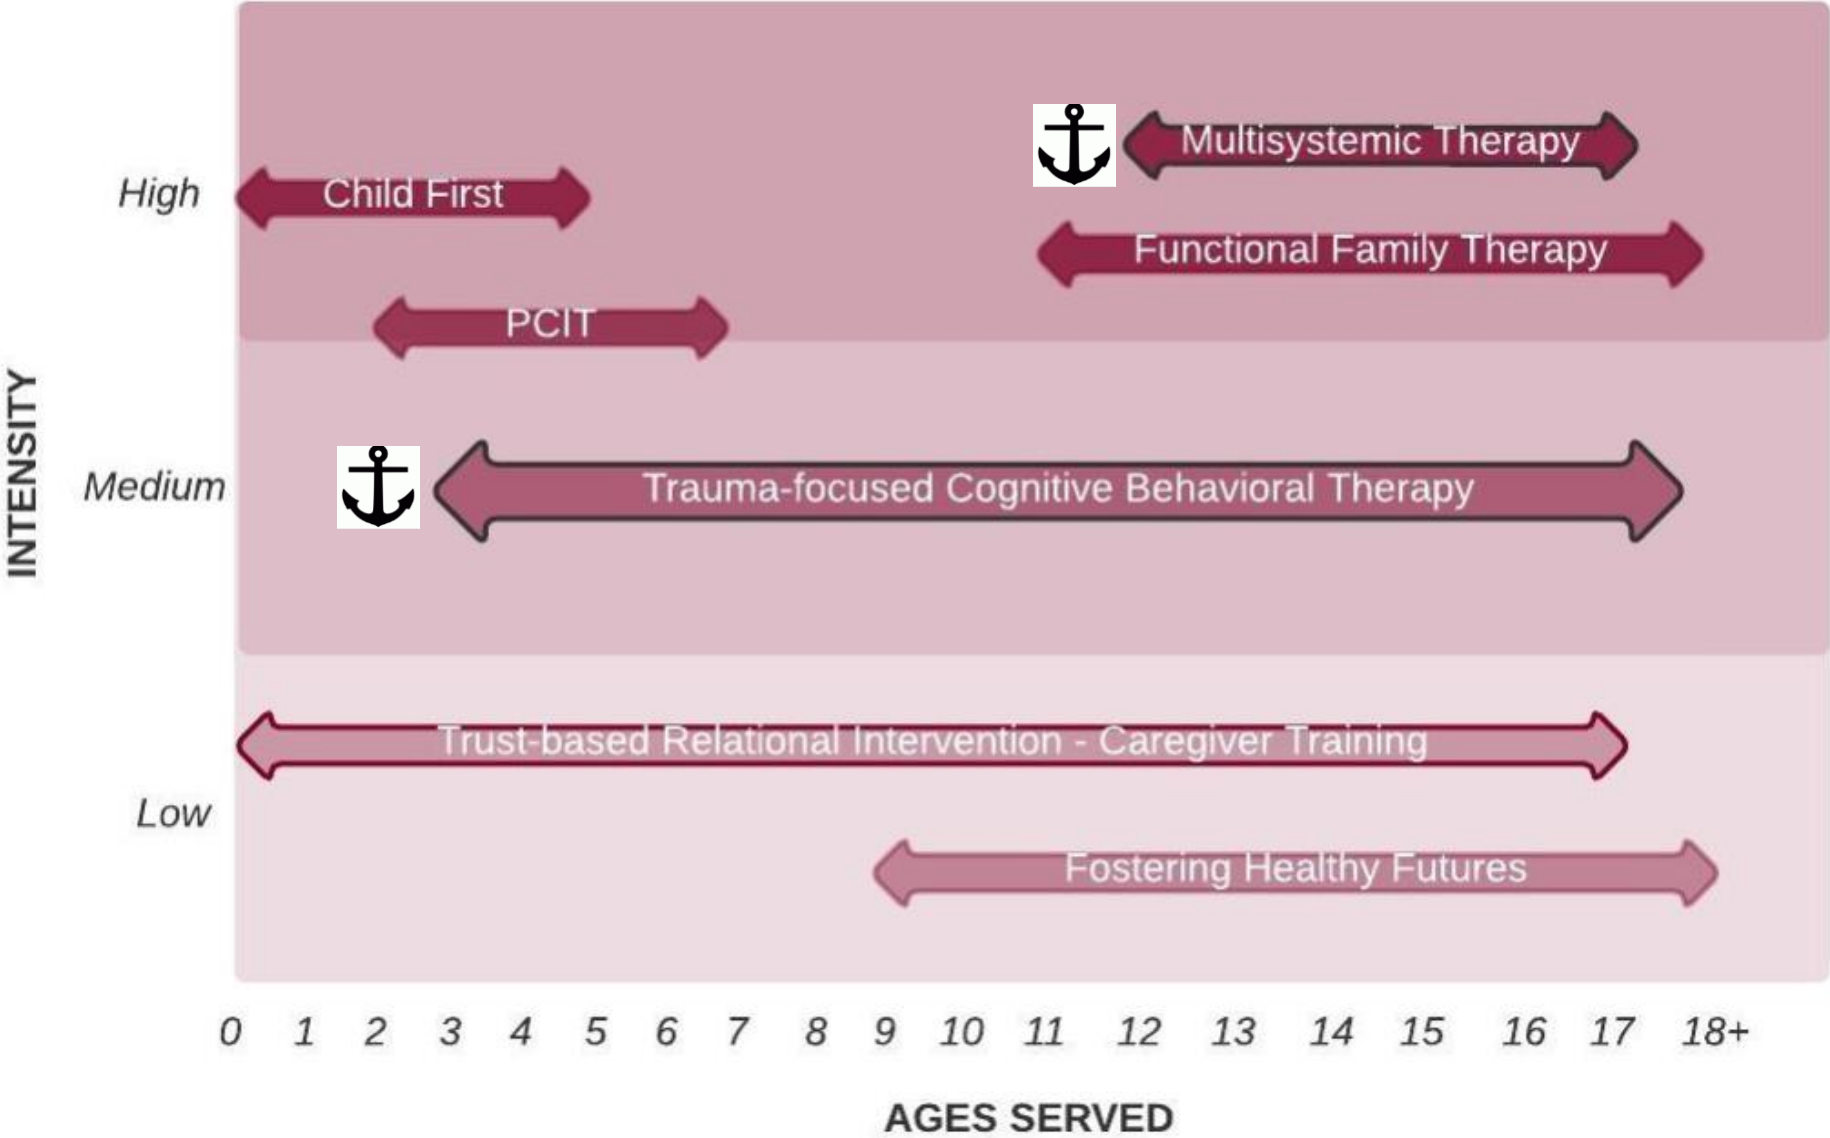 Multisystemic Therapy
High
Child First
Functional Family Therapy
PCIT
INTENSITY
Medium
Trauma-focused Cognitive Behavioral Therapy
Trust-based Relational Intervention - Caregiver Training
Low
Fostering Healthy Futures
0 1 2 3 4 5 6 7 8 9 10 11 12 13 14 15 16 17 18+
AGES SERVED